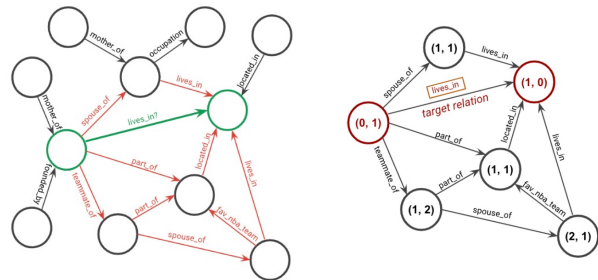 mother_of
occupation
mother_of
spouse_of
lives_in
located_in
lives_in?
founded_by
part_of
located_in
lives_in
teammate_of
part_of
fav_nba_team
spouse_of
(1, 1)
lives_in
spouse_of
lives_in
(1, 0)
target relation
(0, 1)
part_of
located_in
lives_in
teammate_of
(1, 1)
part_of
fav_nba_team
(1, 2)
spouse_of
(2, 1)